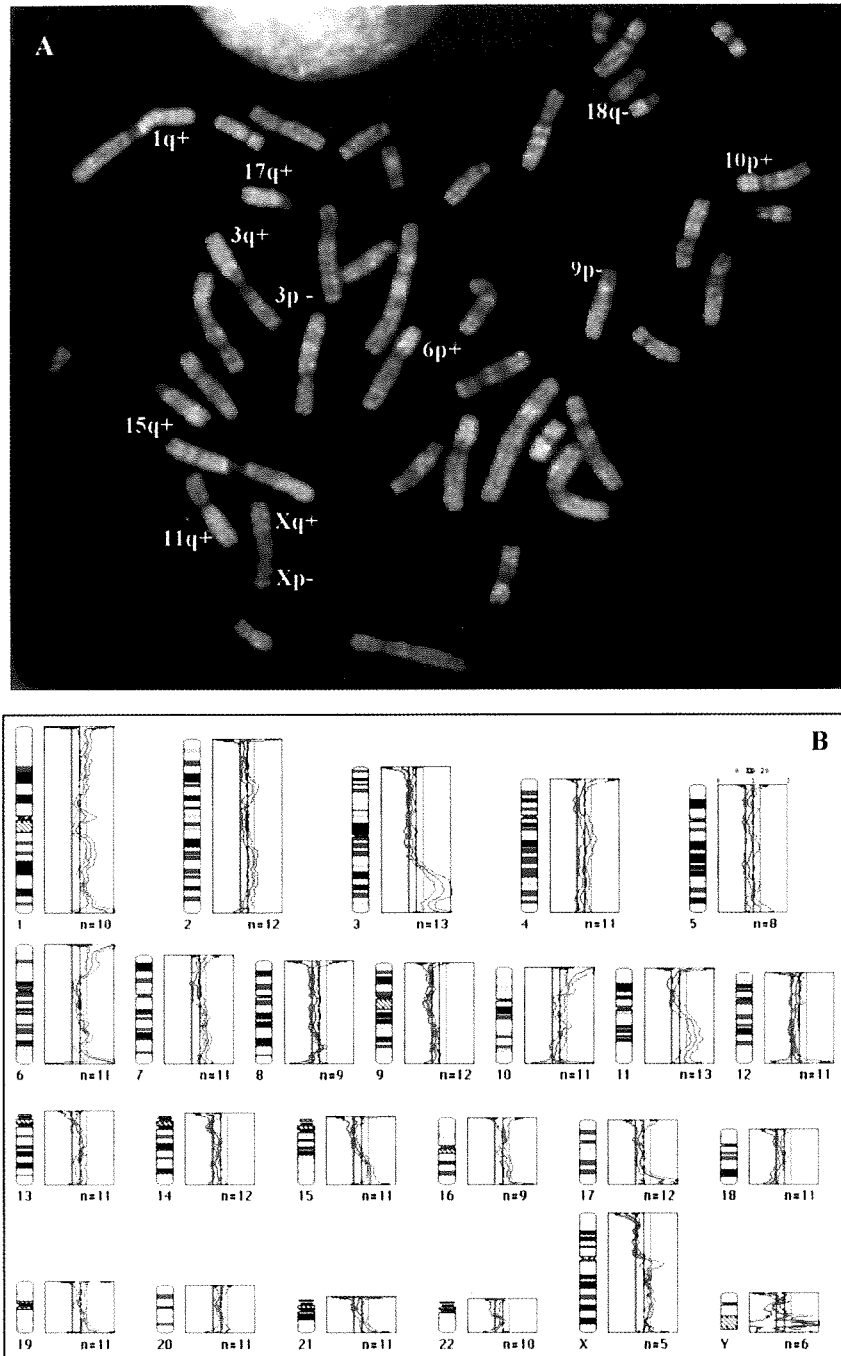 A
1q+
18q-
17q+
10p+
3q+
9p-
3p -
6p+
15q+
Xq+
11q+
Xp-
B
1 n=10
2 n=12
3 n=13
4 n=11
5 n=8
6 n=11
7 n=11
8 n=9
9 n=12
10 n=11
11 n=13
12 n=11
13 n=11
14 n=12
15 n=11
16 n=9
17 n=12
18 n=11
19 n=11
20 n=11
21 n=11
22 n=10
X n=5
Y n=6